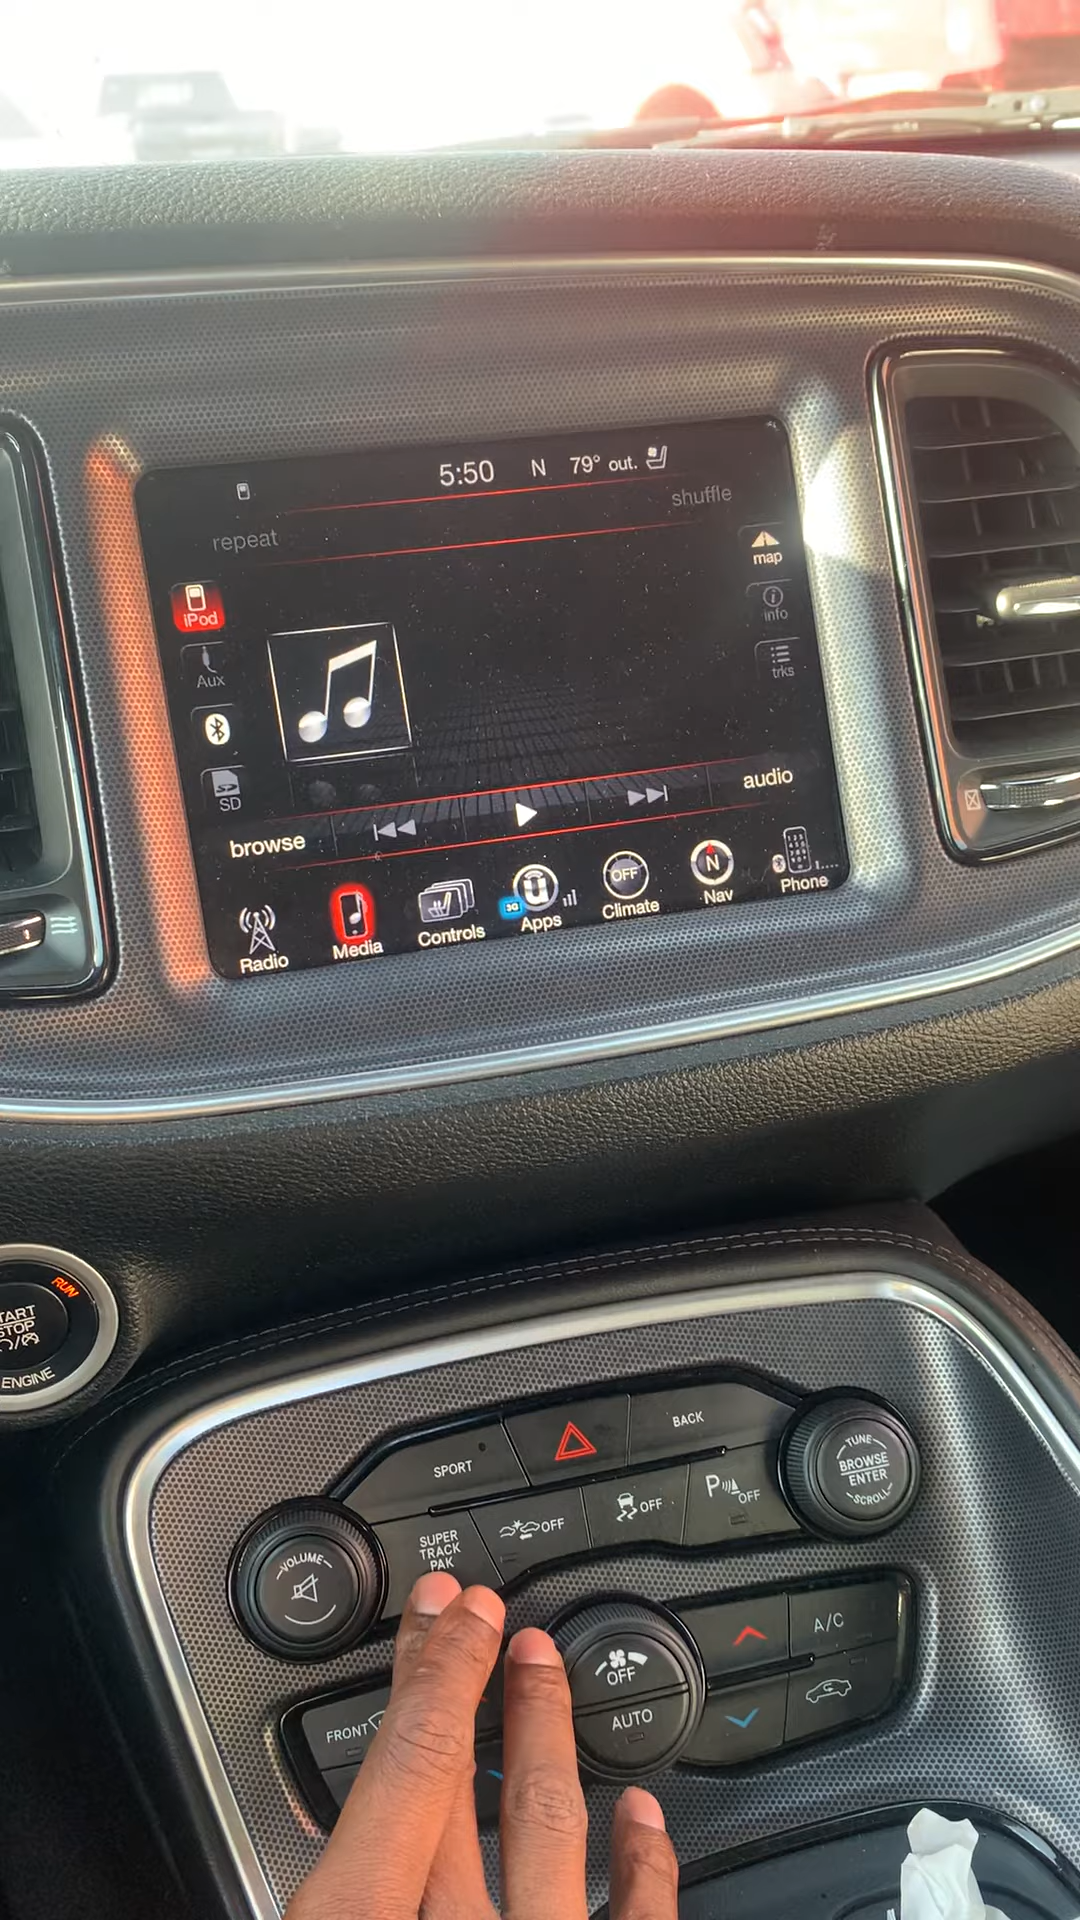 5:50 N 79° out.
repeat
shuffle
map
iPod
info
Aux
trks
SD
browse
audio
Radio
Media
Controls
3G
Apps
OFF
Climate
N
Nav
Phone
RUN
TART
STOP
ENGINE
SPORT
BACK
TUNE
BROWSE
ENTER
SCROLL
SUPER
TRACK
PAK
OFF
OFF
P OFF
VOLUME
OFF
AUTO
A/C
FRONT